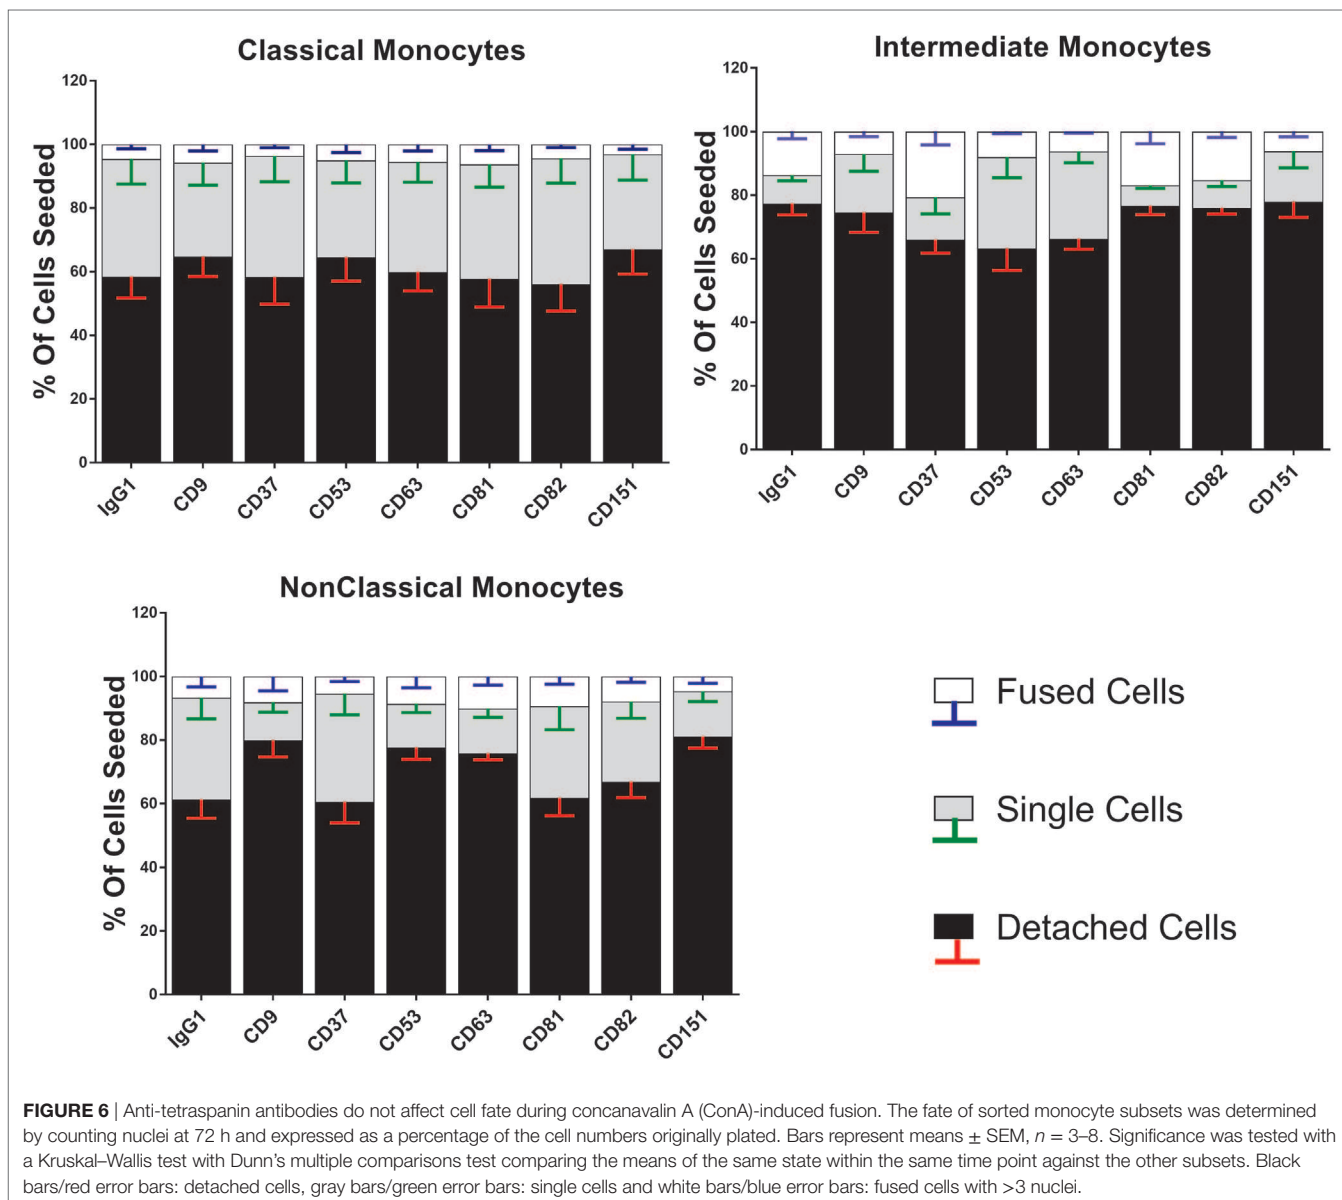 Classical Monocytes
% Of Cells Seeded
120
100
80
60
40
20
0
IgG1 CD9 CD37 CD53 CD63 CD81 CD82 CD151
Intermediate Monocytes
% Of Cells Seeded
120
100
80
60
40
20
0
IgG1 CD9 CD37 CD53 CD63 CD81 CD82 CD151
NonClassical Monocytes
% Of Cells Seeded
120
100
80
60
40
20
0
IgG1 CD9 CD37 CD53 CD63 CD81 CD82 CD151
Fused Cells
Single Cells
Detached Cells
FIGURE 6 | Anti-tetraspanin antibodies do not affect cell fate during concanavalin A (ConA)-induced fusion. The fate of sorted monocyte subsets was determined
by counting nuclei at 72 h and expressed as a percentage of the cell numbers originally plated. Bars represent means ± SEM, n = 3–8. Significance was tested with
a Kruskal–Wallis test with Dunn's multiple comparisons test comparing the means of the same state within the same time point against the other subsets. Black
bars/red error bars: detached cells, gray bars/green error bars: single cells and white bars/blue error bars: fused cells with >3 nuclei.